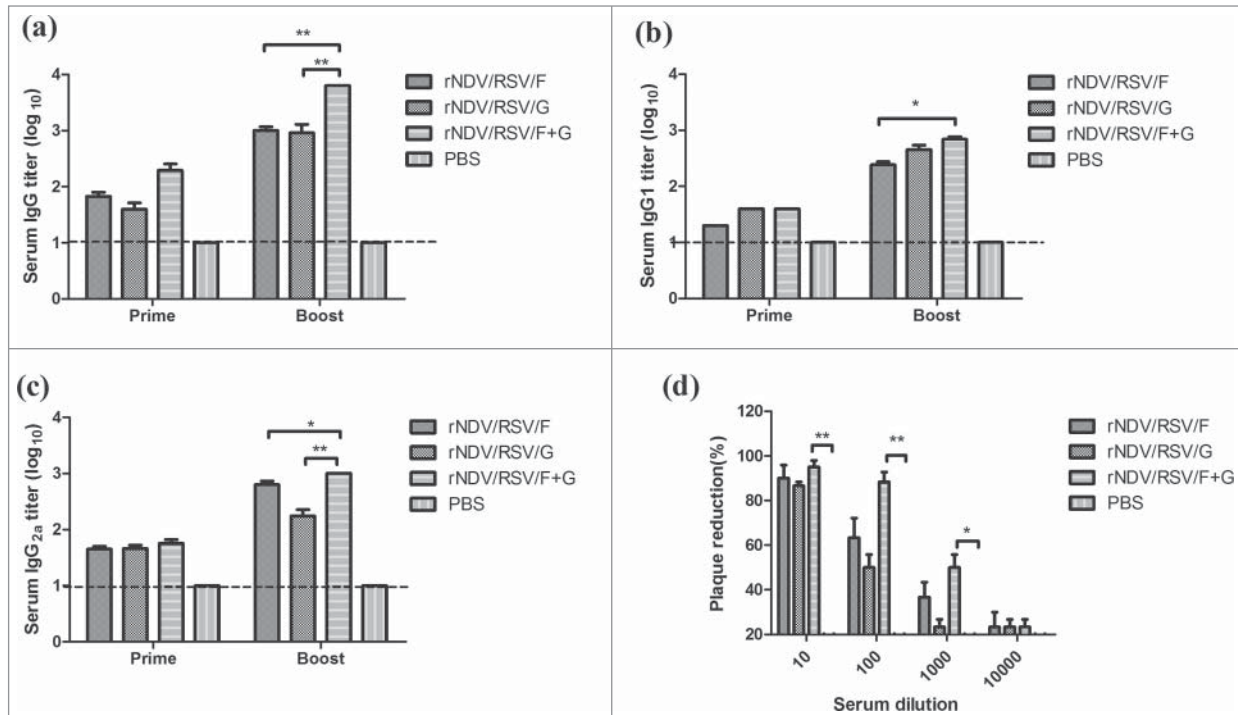 (a)
**
**
4
3
2
1
0
Serum IgG titer (log10)
Prime
Boost
rNDV/RSV/F
rNDV/RSV/G
rNDV/RSV/F+G
PBS
(b)
*
4
3
2
1
0
Serum IgG1 titer (log10)
Prime
Boost
rNDV/RSV/F
rNDV/RSV/G
rNDV/RSV/F+G
PBS
(c)
*
**
4
3
2
1
0
Serum IgG2a titer (log10)
Prime
Boost
rNDV/RSV/F
rNDV/RSV/G
rNDV/RSV/F+G
PBS
(d)
**
**
*
120
100
80
60
40
20
Plaque reduction(%)
10
100
1000
10000
Serum dilution
rNDV/RSV/F
rNDV/RSV/G
rNDV/RSV/F+G
PBS